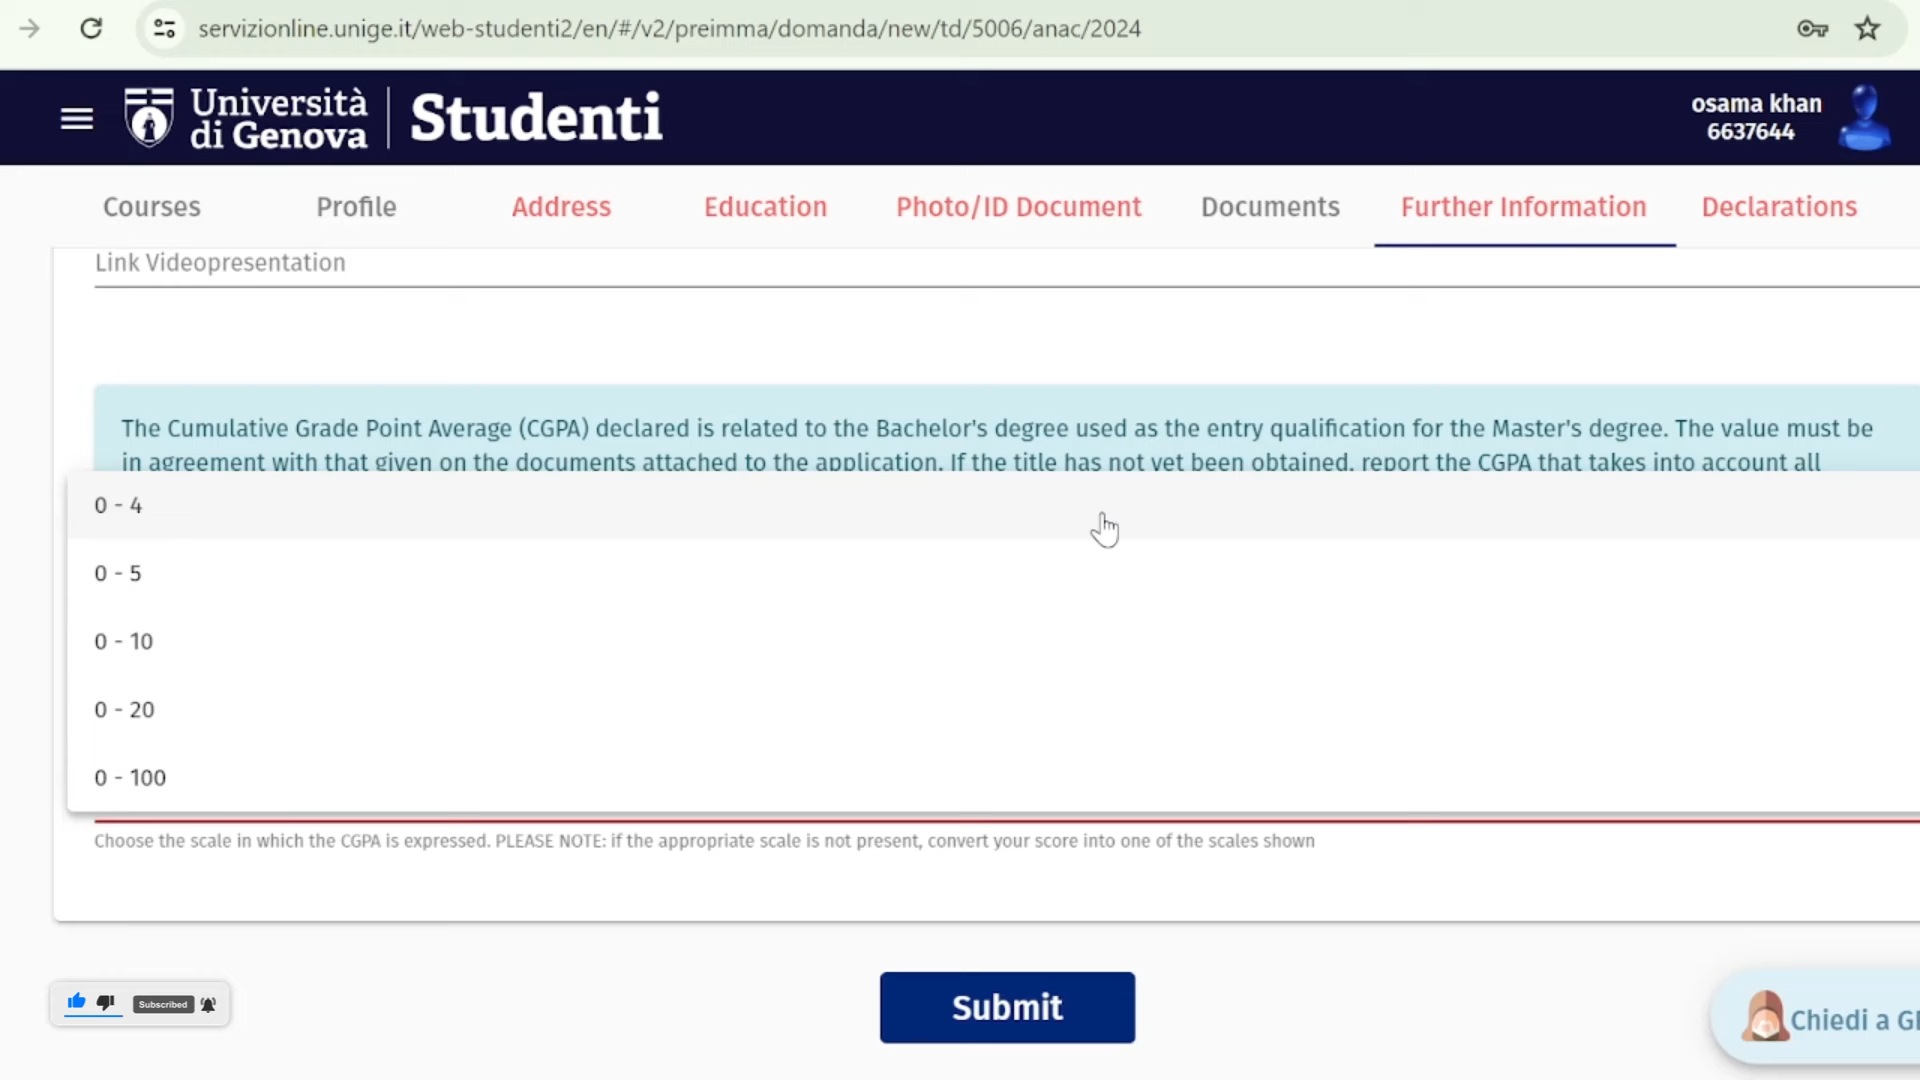 servizionline.unige.it/web-studenti2/en/#/v2/preimma/domanda/new/td/5006/anac/2024
Università
di Genova
Studenti
osama khan
6637644
Courses
Profile
Address
Education
Photo/ID Document
Documents
Further Information
Declarations
Link Videopresentation
The Cumulative Grade Point Average (CGPA) declared is related to the Bachelor's degree used as the entry qualification for the Master's degree. The value must be
in agreement with that given on the documents attached to the application. If the title has not yet been obtained, report the CGPA that takes into account all
0 - 4
0 - 5
0 - 10
0 - 20
0 - 100
Choose the scale in which the CGPA is expressed. PLEASE NOTE: if the appropriate scale is not present, convert your score into one of the scales shown
Subscribed
Submit
Chiedi a